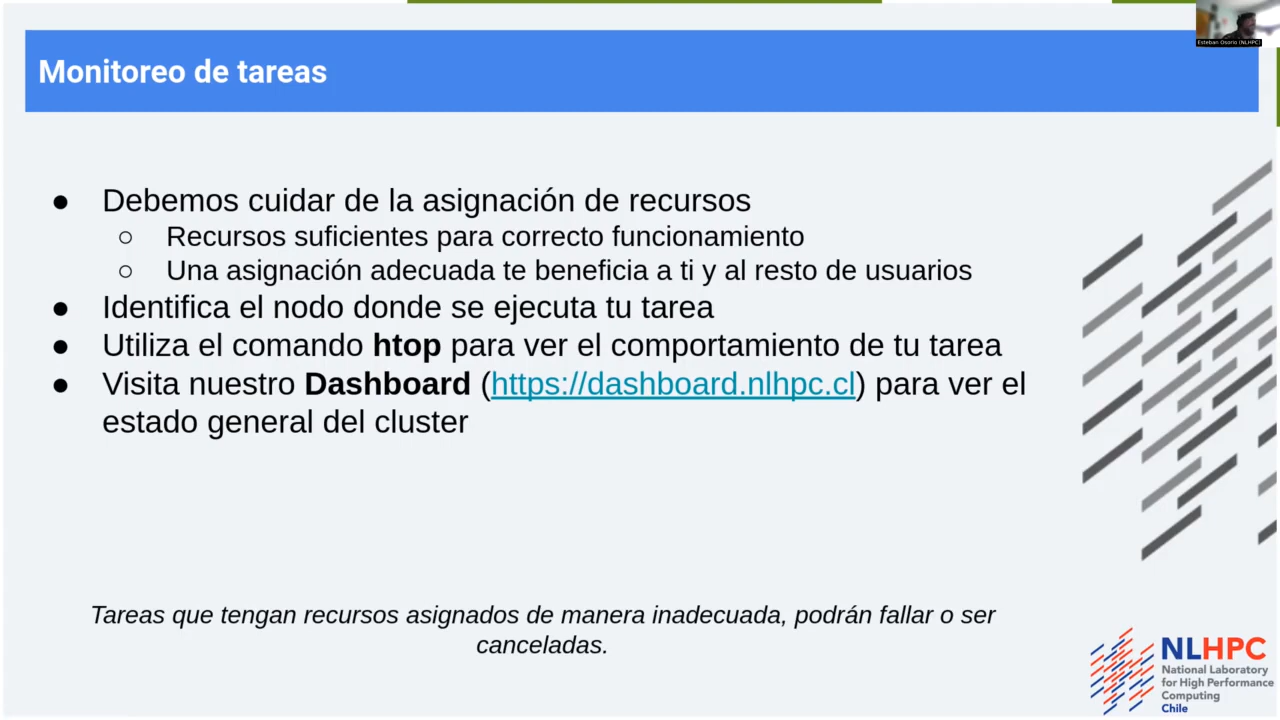 Esteban Osorio (NLHPC)
Monitoreo de tareas
● Debemos cuidar de la asignación de recursos
○ Recursos suficientes para correcto funcionamiento
○ Una asignación adecuada te beneficia a ti y al resto de usuarios
● Identifica el nodo donde se ejecuta tu tarea
● Utiliza el comando htop para ver el comportamiento de tu tarea
● Visita nuestro Dashboard (https://dashboard.nlhpc.cl) para ver el
estado general del cluster
Tareas que tengan recursos asignados de manera inadecuada, podrán fallar o ser
canceladas.
NLHPC
National Laboratory
for High Performance
Computing
Chile